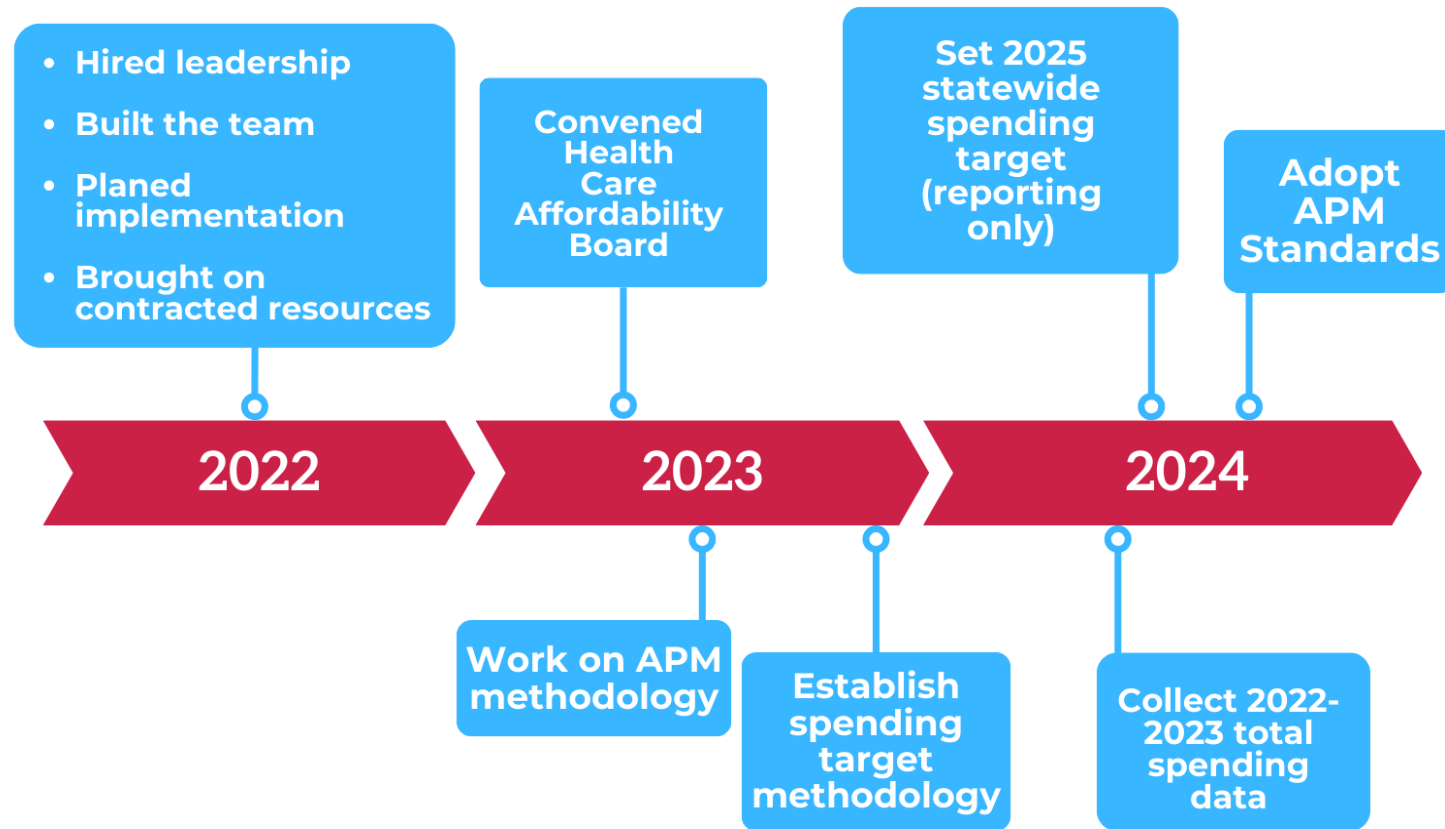 • Hired leadership
• Built the team
• Planed
implementation
• Brought on
contracted resources
Convened
Health
Care
Affordability
Board
Set 2025
statewide
spending
target
(reporting
only)
Adopt
APM
Standards
2022
2023
2024
Work on APM
methodology
Establish
spending
target
methodology
Collect 2022-
2023 total
spending
data